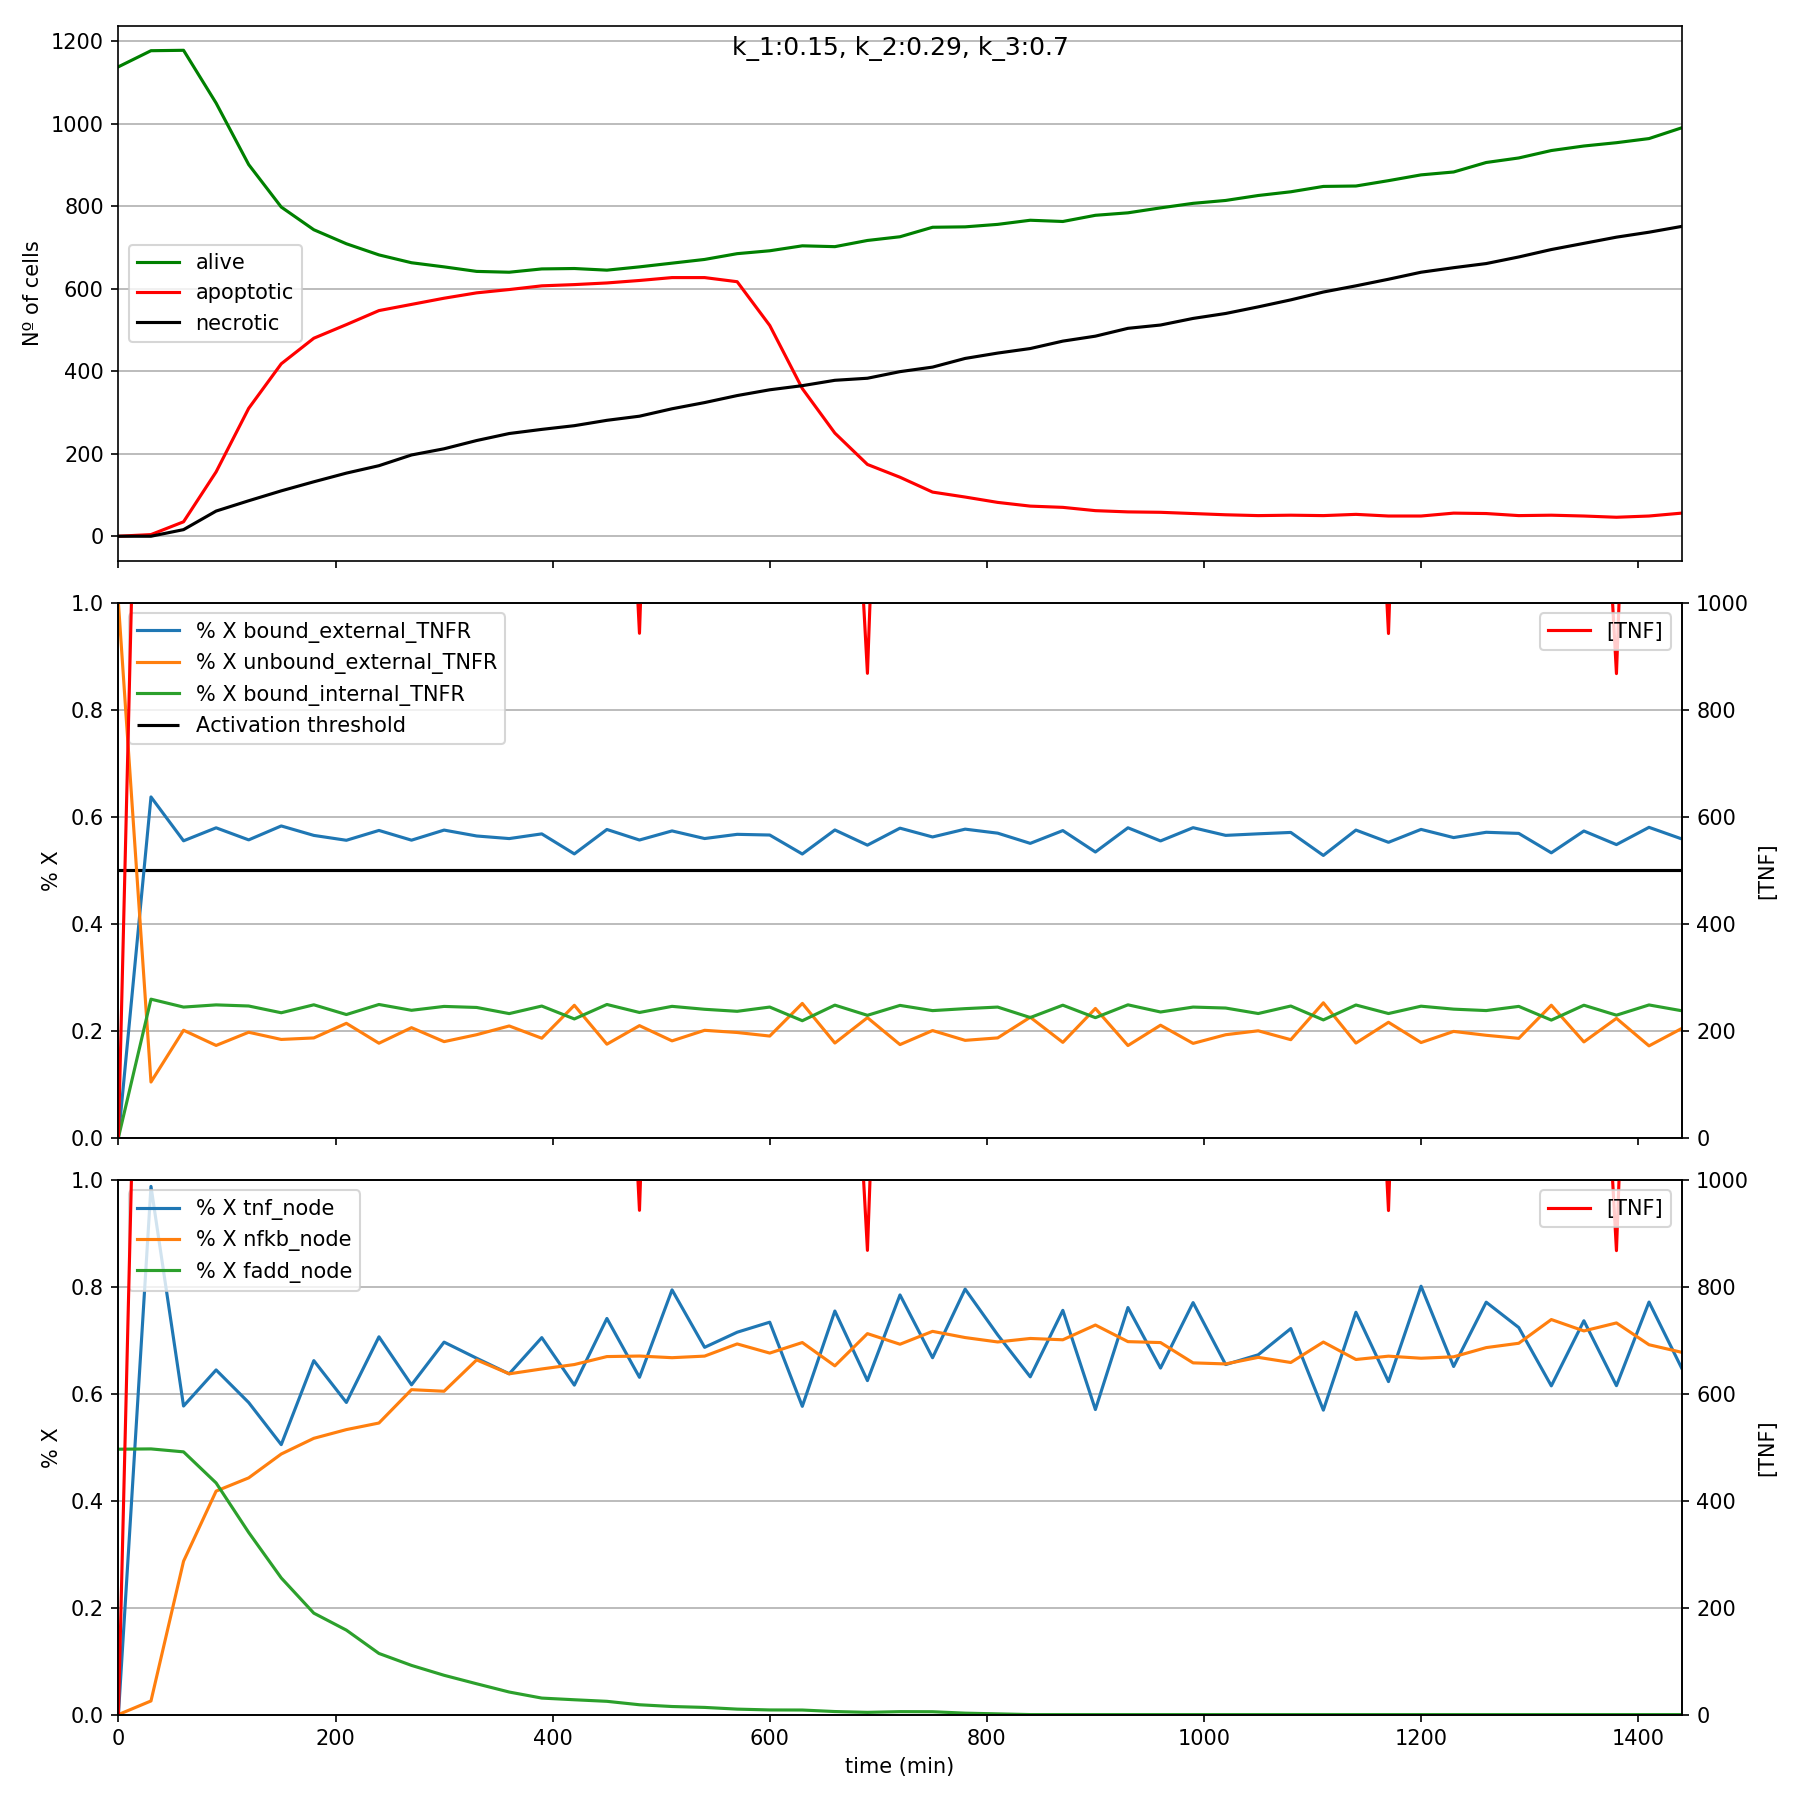 k_1:0.15, k_2:0.29, k_3:0.7
1200
1000
800
600
400
200
0
Nº of cells
alive
apoptotic
necrotic
1.0
0.8
0.6
0.4
0.2
0.0
% X
% X bound_external_TNFR
% X unbound_external_TNFR
% X bound_internal_TNFR
Activation threshold
[TNF]
1000
800
600
400
200
0
[TNF]
1.0
0.8
0.6
0.4
0.2
0.0
% X
% X tnf_node
% X nfkb_node
% X fadd_node
[TNF]
1000
800
600
400
200
0
[TNF]
0 200 400 600 800 1000 1200 1400
time (min)